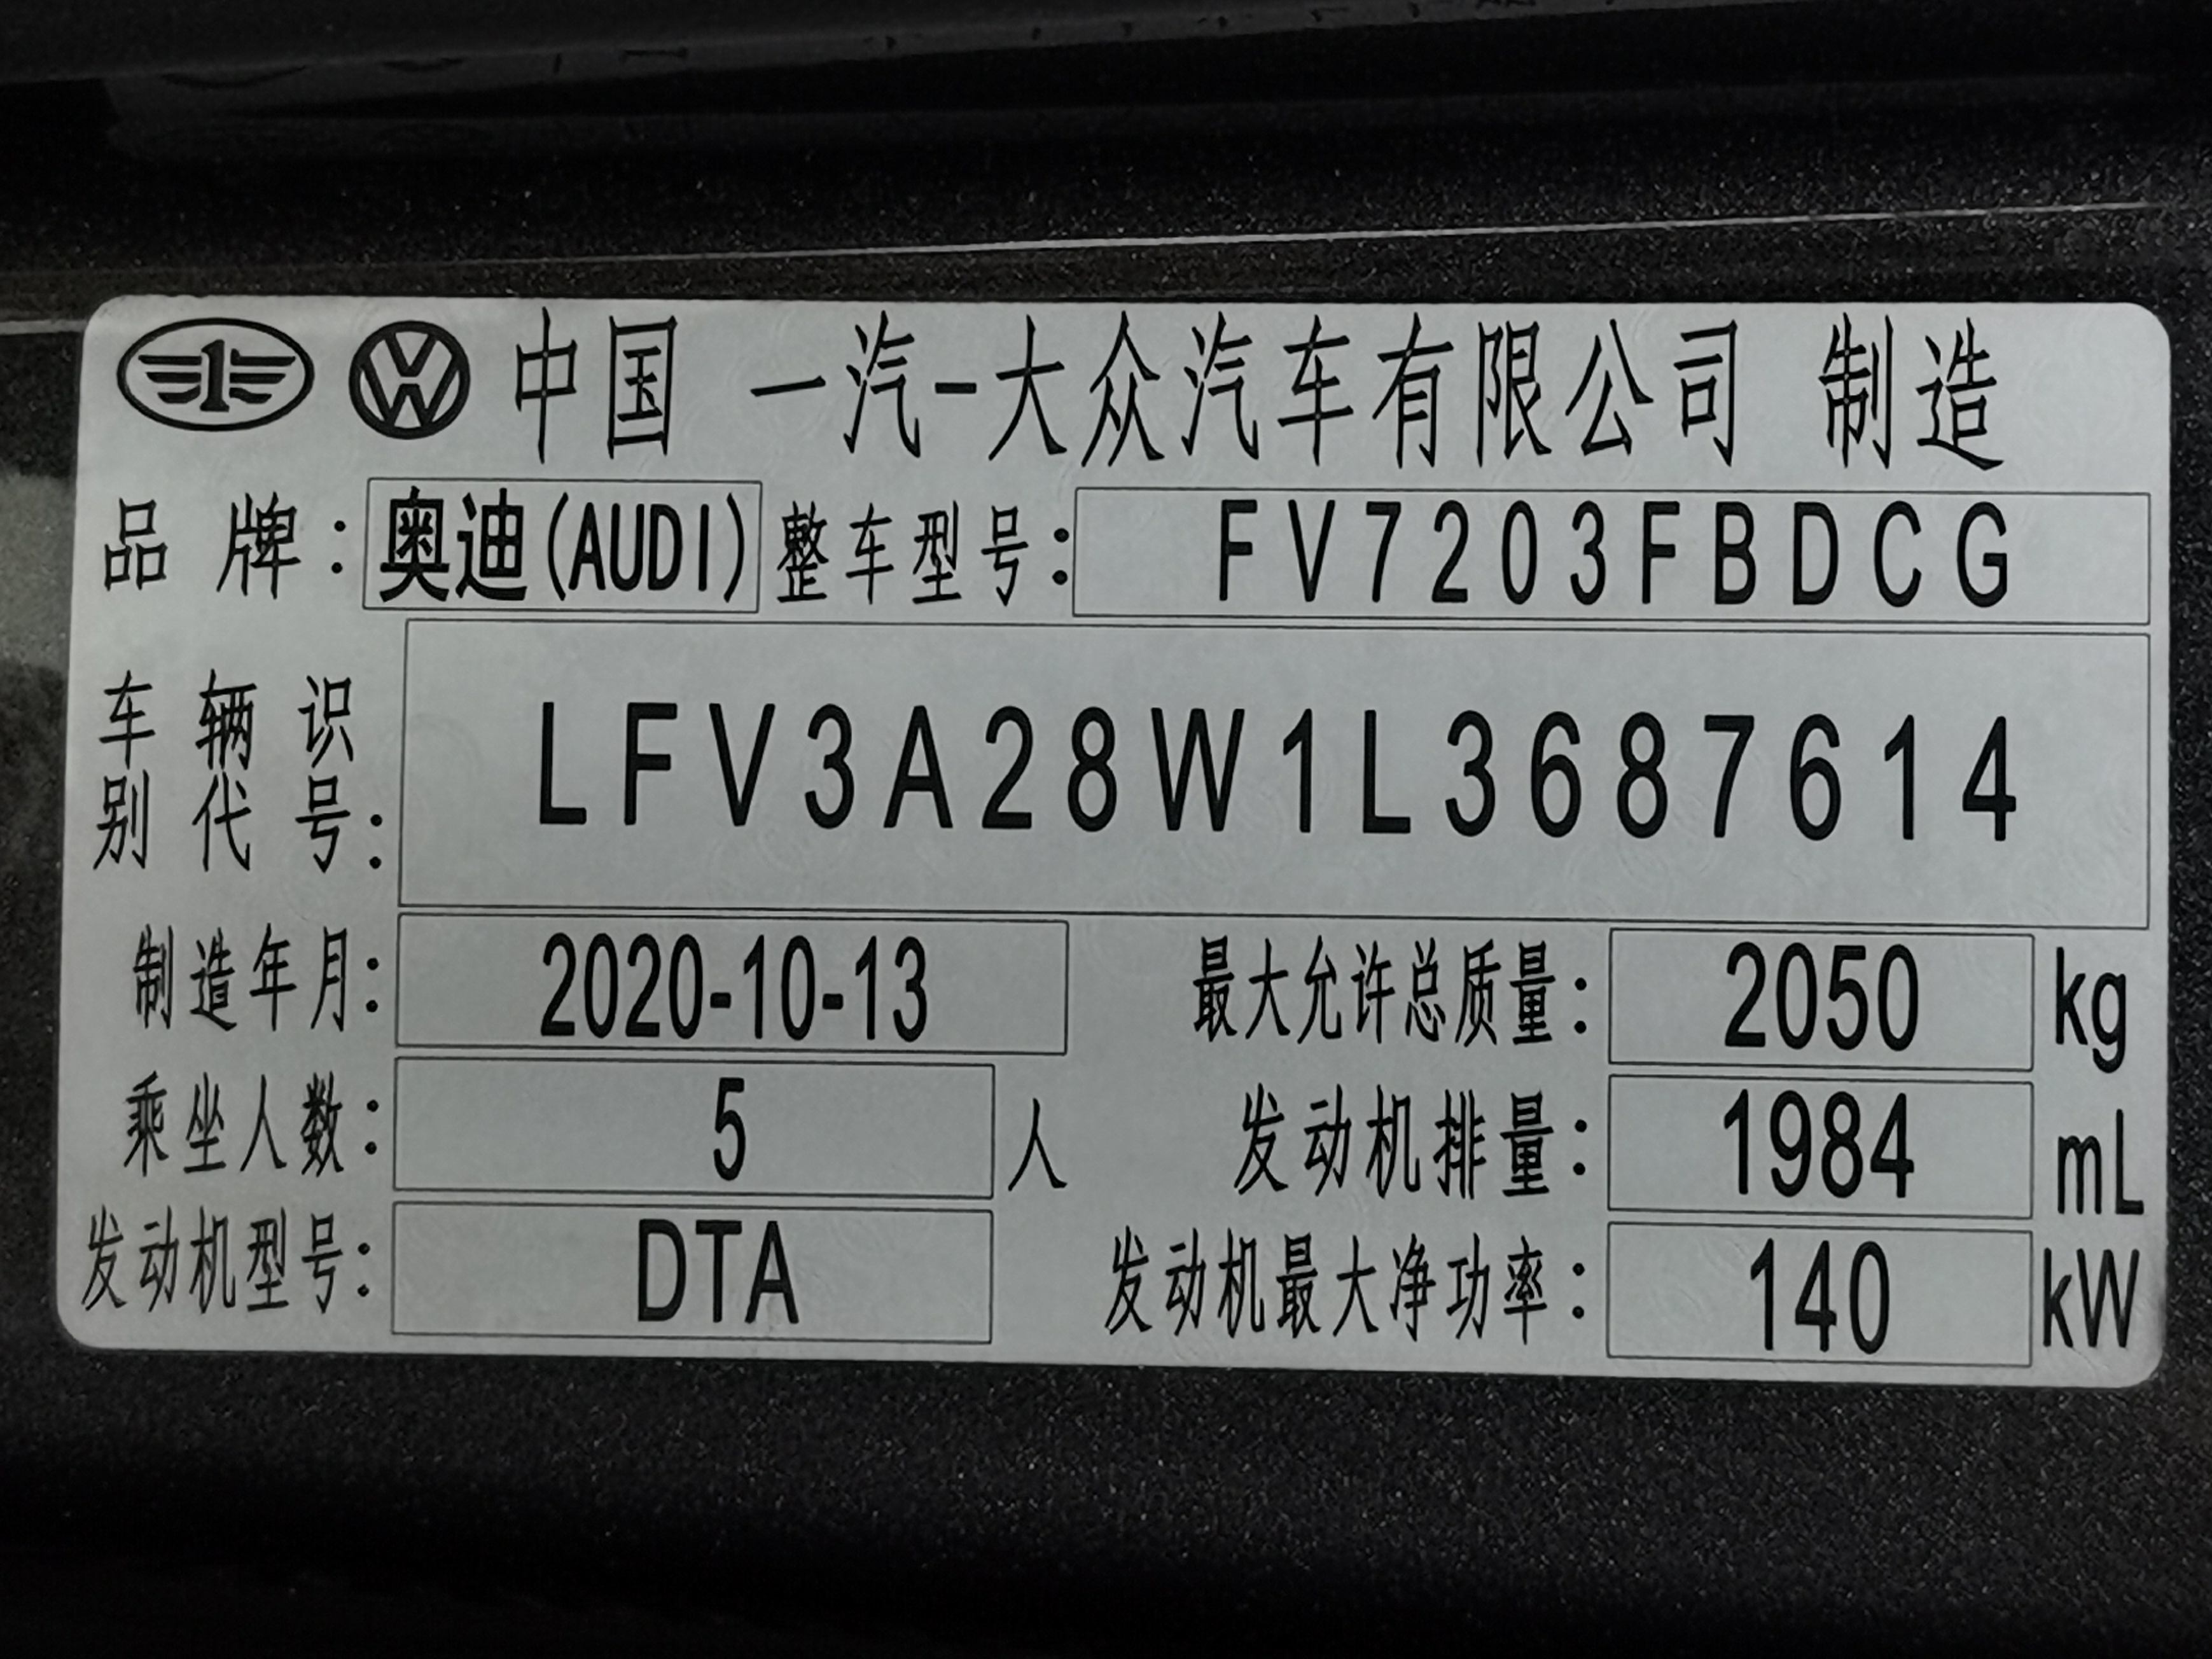 中国 一汽-大众汽车有限公司 制造
品牌: 奥迪(AUDI) 整车型号: FV7203FBDCG
车辆识别代号: LFV3A28W1L3687614
制造年月: 2020-10-13 最大允许总质量: 2050 kg
乘坐人数: 5 人 发动机排量: 1984 mL
发动机型号: DTA 发动机最大净功率: 140 kW